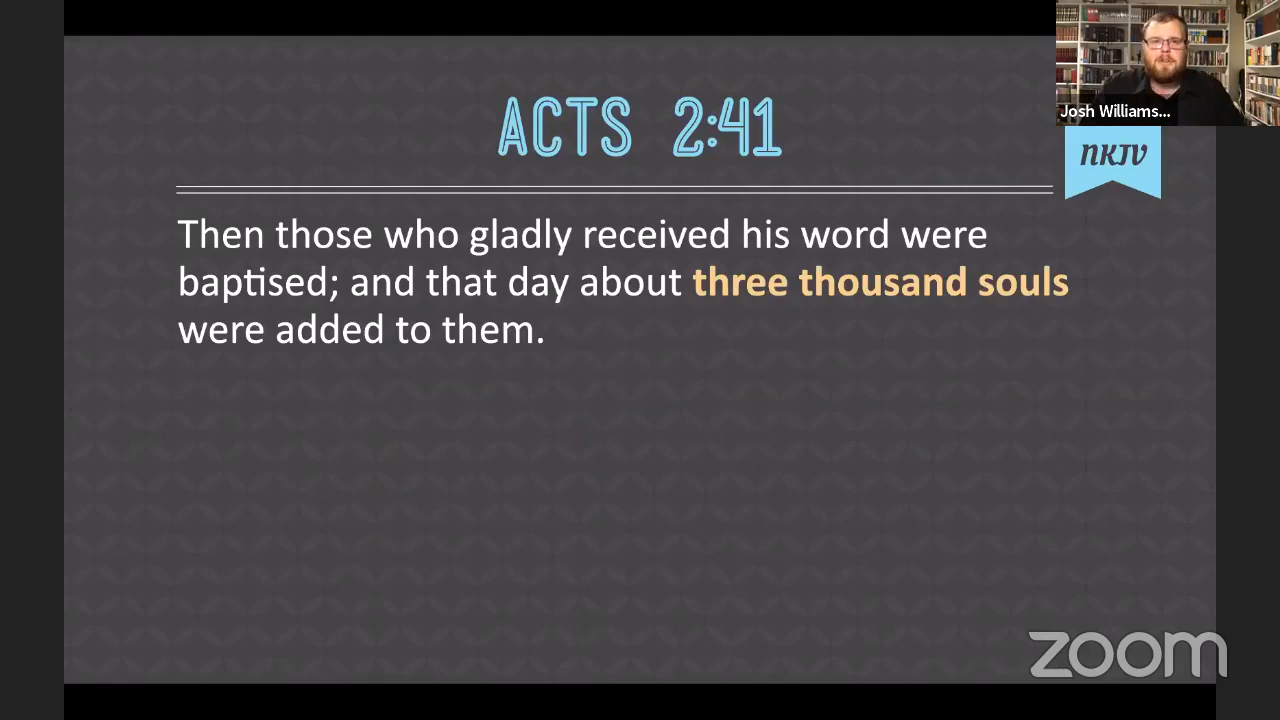 ACTS 2:41
Josh Williams...
NKJV
Then those who gladly received his word were
baptised; and that day about three thousand souls
were added to them.
zoom